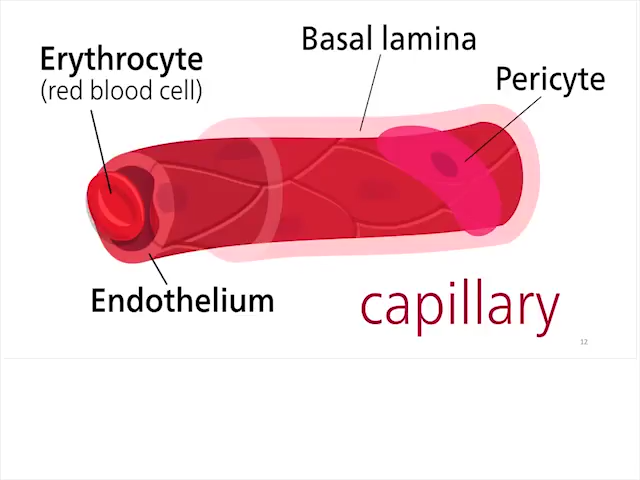 Basal lamina
Erythrocyte
(red blood cell)
Pericyte
Endothelium
capillary
12